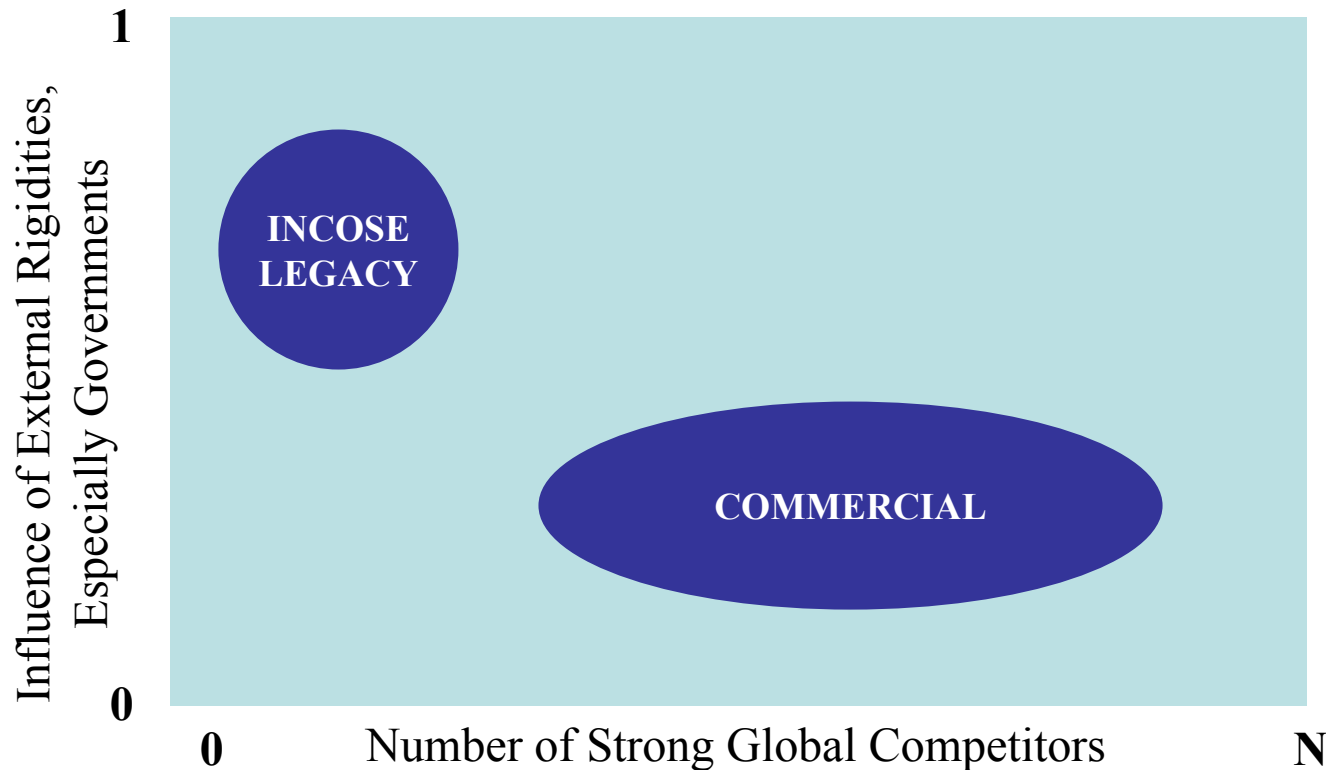 1
Influence of External Rigidities,
Especially Governments
INCOSE
LEGACY
COMMERCIAL
0
0
Number of Strong Global Competitors
N